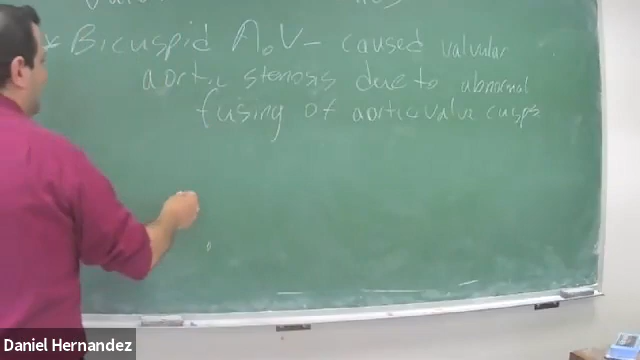 * Bicuspid AoV - caused valvular
aortic stenosis due to abnormal
fusing of aortic valve cusps
Daniel Hernandez